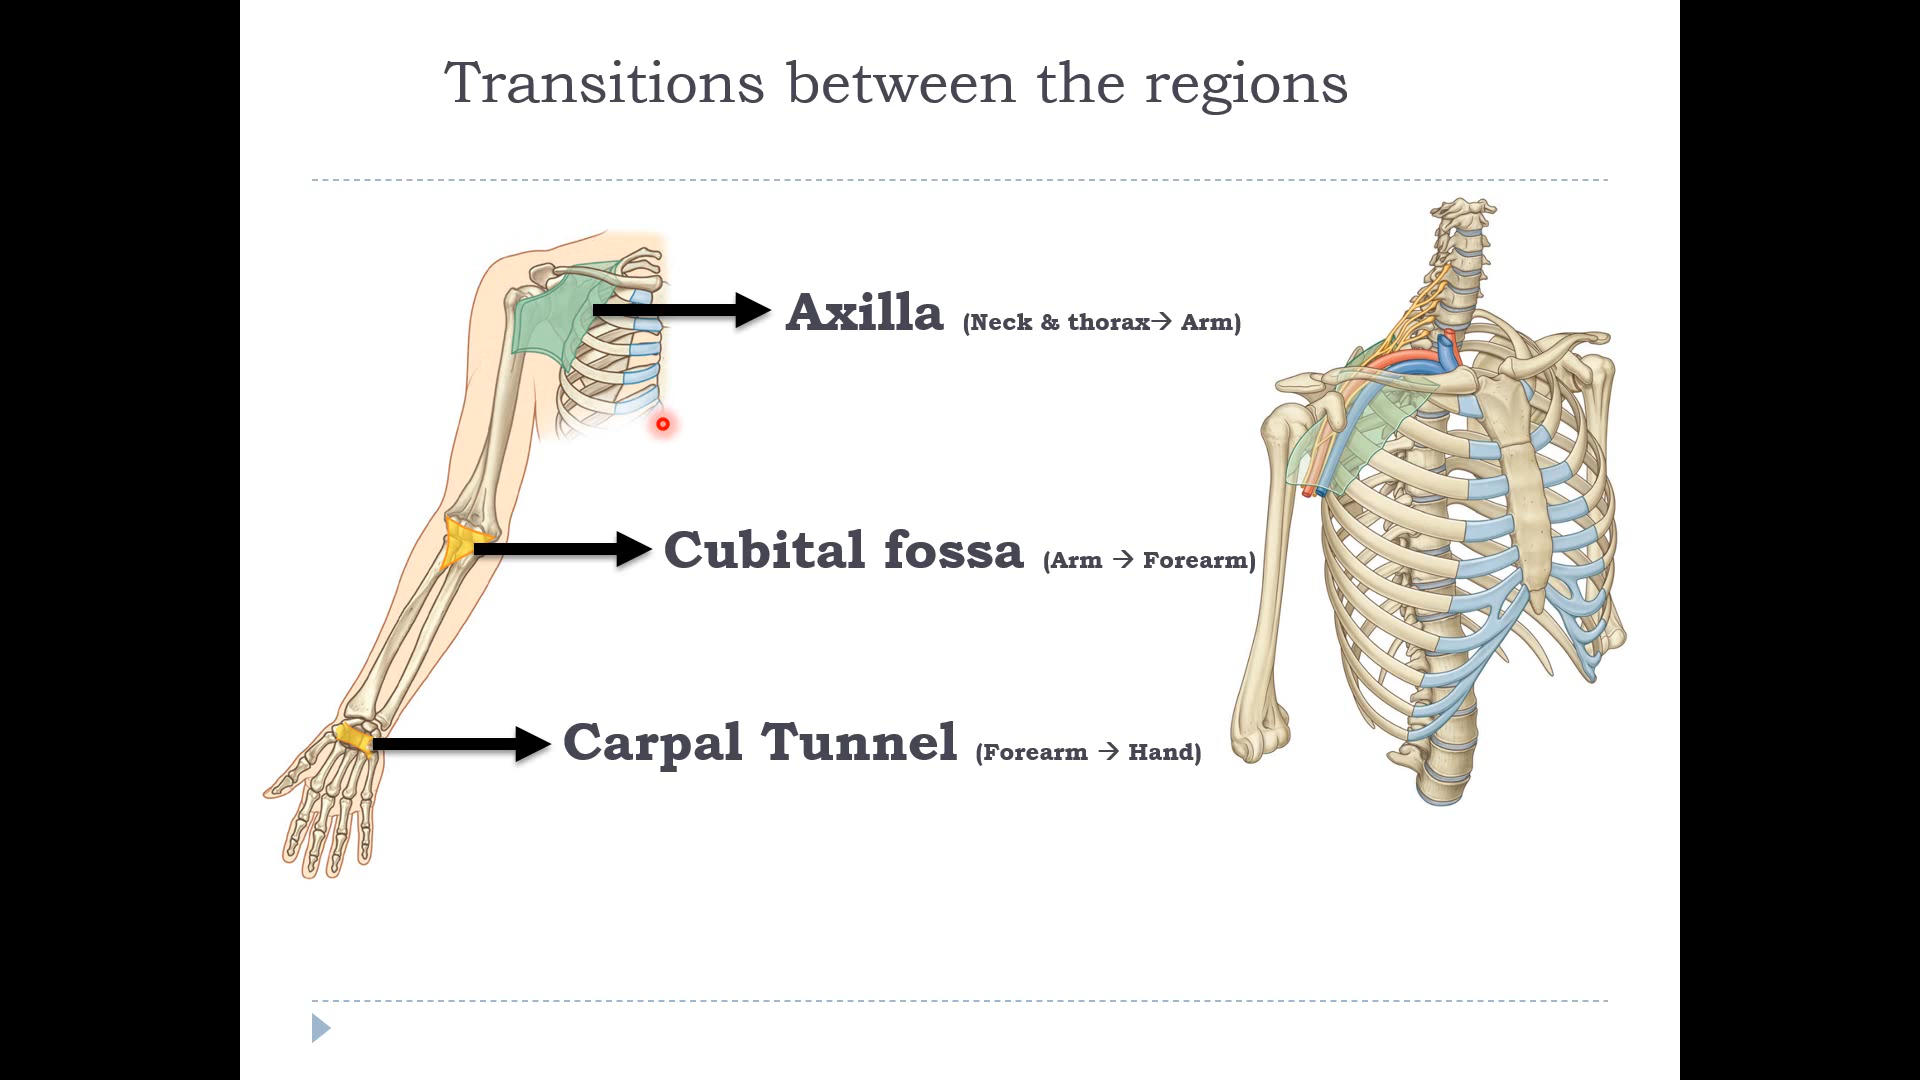 Transitions between the regions
Axilla (Neck & thorax→ Arm)
Cubital fossa (Arm → Forearm)
Carpal Tunnel (Forearm → Hand)